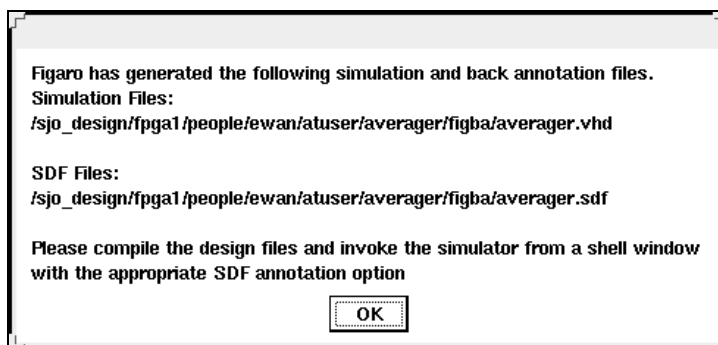 Figaro has generated the following simulation and back annotation files.
Simulation Files:
/sjo_design/fpga1/people/ewan/atuser/averager/figba/averager.vhd
SDF Files:
/sjo_design/fpga1/people/ewan/atuser/averager/figba/averager.sdf
Please compile the design files and invoke the simulator from a shell window
with the appropriate SDF annotation option
OK